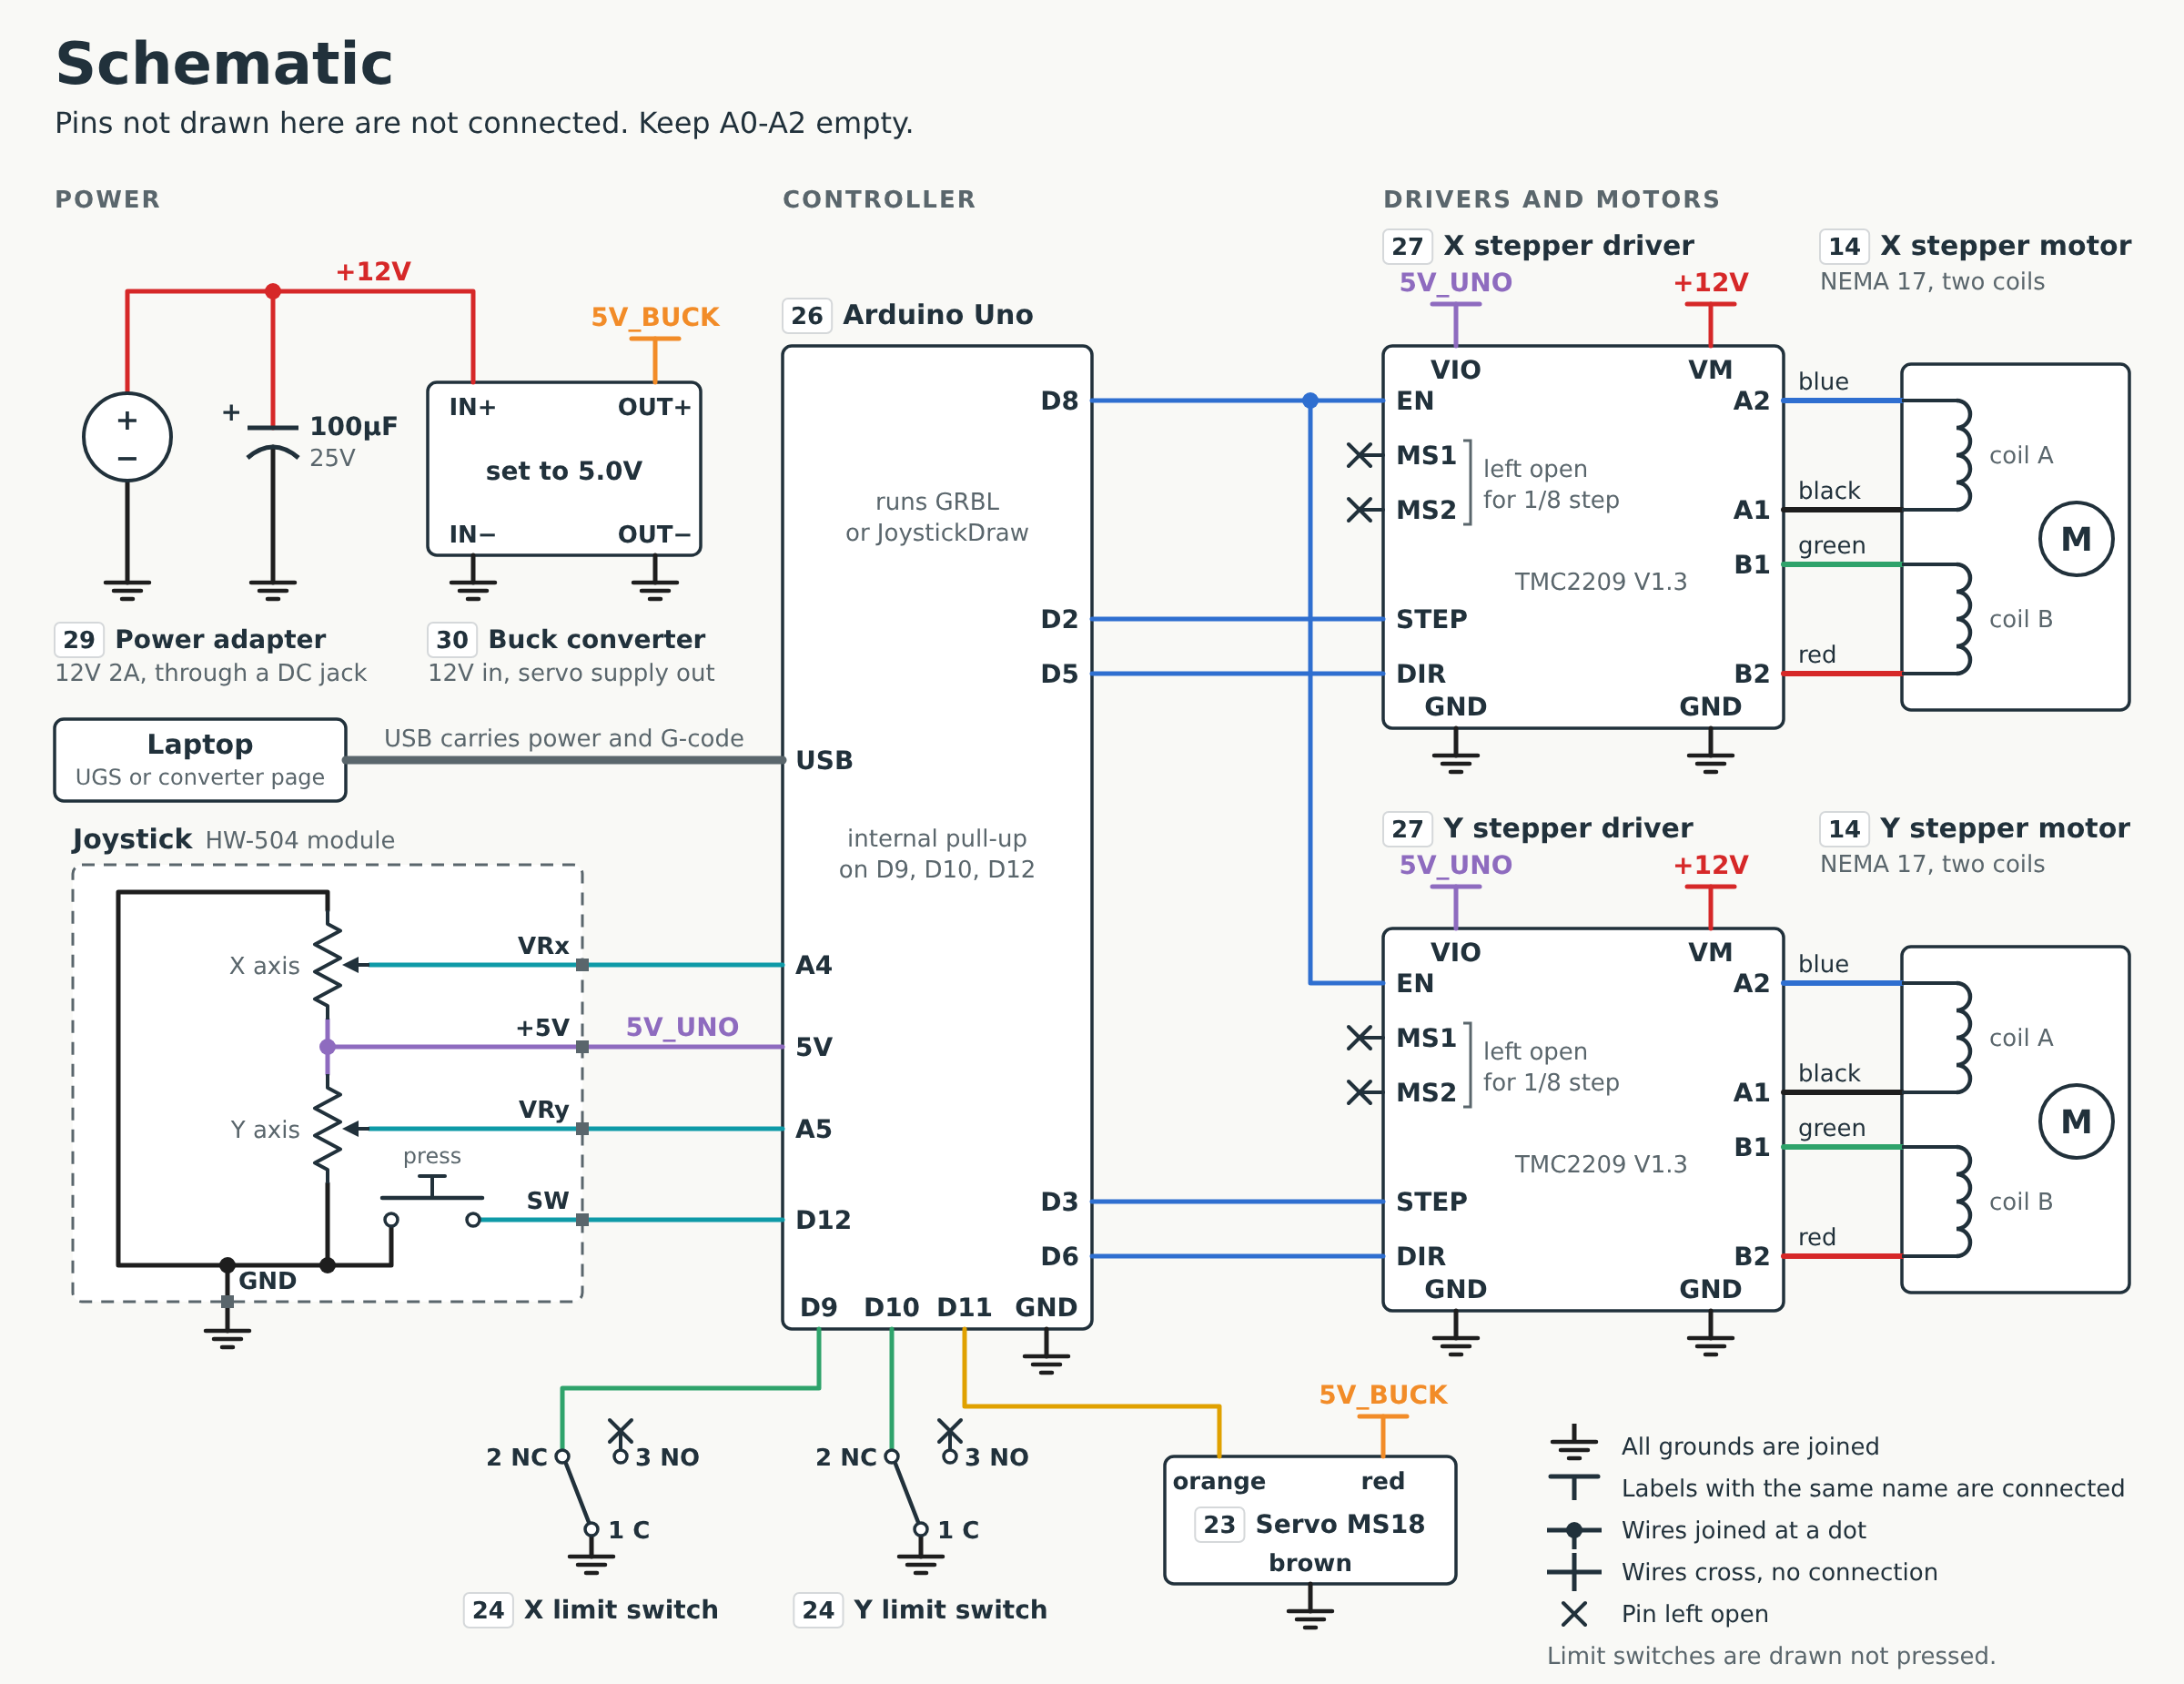 Schematic
Pins not drawn here are not connected. Keep A0-A2 empty.
POWER
+12V
5V_BUCK
+
−
+
100µF
25V
IN+
OUT+
set to 5.0V
IN−
OUT−
29 Power adapter
12V 2A, through a DC jack
30 Buck converter
12V in, servo supply out
Laptop
UGS or converter page
USB carries power and G-code
Joystick HW-504 module
X axis
VRx
+5V
5V_UNO
VRy
Y axis
press
SW
GND
CONTROLLER
26 Arduino Uno
D8
runs GRBL
or JoystickDraw
D2
D5
USB
internal pull-up
on D9, D10, D12
A4
5V
A5
D12
D3
D6
D9 D10 D11 GND
DRIVERS AND MOTORS
27 X stepper driver
5V_UNO
+12V
VIO
VM
EN
MS1
MS2
left open
for 1/8 step
TMC2209 V1.3
STEP
DIR
GND
GND
A2
A1
B1
B2
blue
black
green
red
14 X stepper motor
NEMA 17, two coils
coil A
M
coil B
27 Y stepper driver
5V_UNO
+12V
VIO
VM
EN
MS1
MS2
left open
for 1/8 step
TMC2209 V1.3
STEP
DIR
GND
GND
A2
A1
B1
B2
blue
black
green
red
14 Y stepper motor
NEMA 17, two coils
coil A
M
coil B
2 NC
3 NO
1 C
24 X limit switch
2 NC
3 NO
1 C
24 Y limit switch
5V_BUCK
orange
red
23 Servo MS18
brown
All grounds are joined
Labels with the same name are connected
Wires joined at a dot
Wires cross, no connection
Pin left open
Limit switches are drawn not pressed.